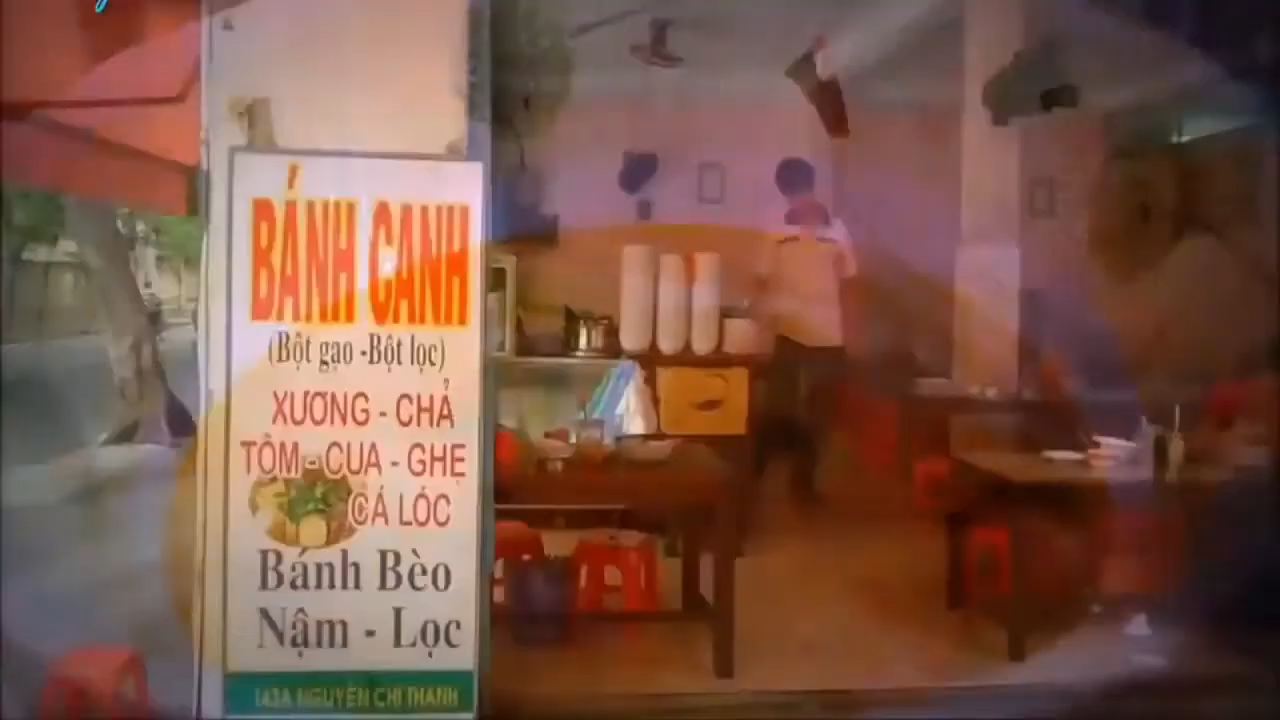 BÁNH CANH
(Bột gạo -Bột lọc)
XƯƠNG - CHẢ
TÔM - CUA - GHẸ
CÁ LÓC
Bánh Bèo
Nậm - Lọc
143A NGUYỄN CHÍ THANH